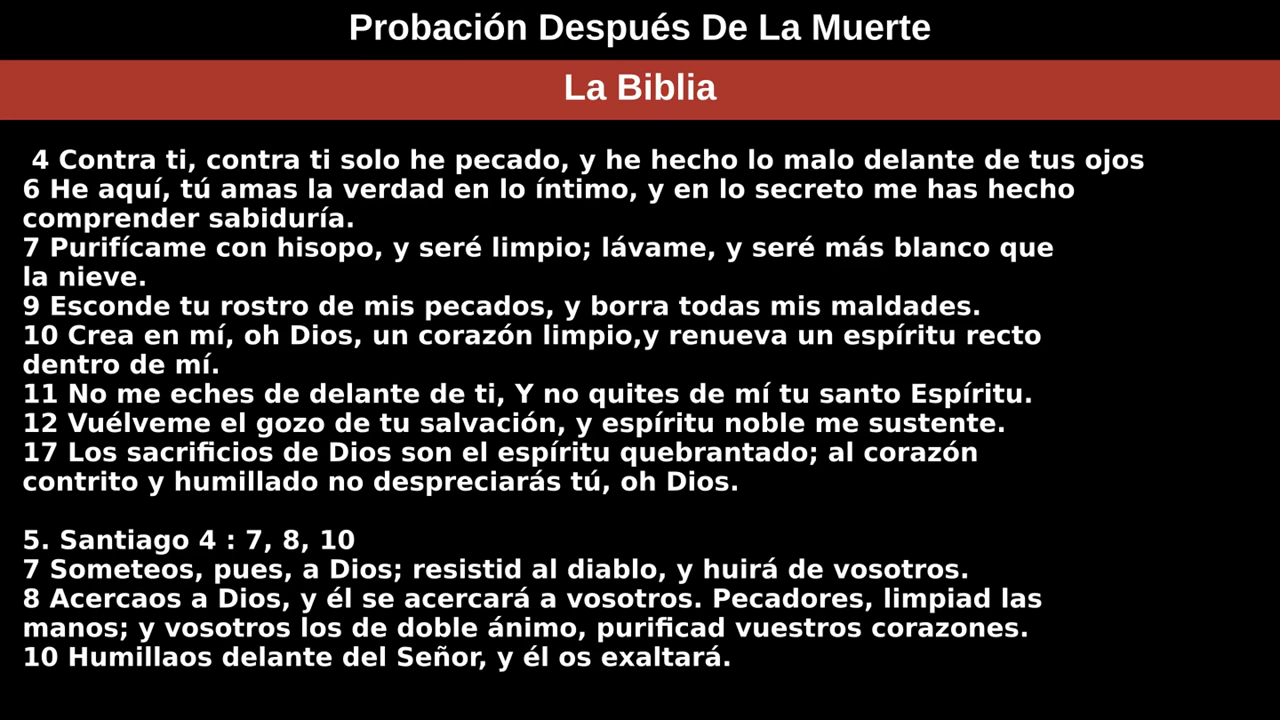 Probación Después De La Muerte
La Biblia
4 Contra ti, contra ti solo he pecado, y he hecho lo malo delante de tus ojos
6 He aquí, tú amas la verdad en lo íntimo, y en lo secreto me has hecho
comprender sabiduría.
7 Purifícame con hisopo, y seré limpio; lávame, y seré más blanco que
la nieve.
9 Esconde tu rostro de mis pecados, y borra todas mis maldades.
10 Crea en mí, oh Dios, un corazón limpio,y renueva un espíritu recto
dentro de mí.
11 No me eches de delante de ti, Y no quites de mí tu santo Espíritu.
12 Vuélveme el gozo de tu salvación, y espíritu noble me sustente.
17 Los sacrificios de Dios son el espíritu quebrantado; al corazón
contrito y humillado no despreciarás tú, oh Dios.
5. Santiago 4 : 7, 8, 10
7 Someteos, pues, a Dios; resistid al diablo, y huirá de vosotros.
8 Acercaos a Dios, y él se acercará a vosotros. Pecadores, limpiad las
manos; y vosotros los de doble ánimo, purificad vuestros corazones.
10 Humillaos delante del Señor, y él os exaltará.